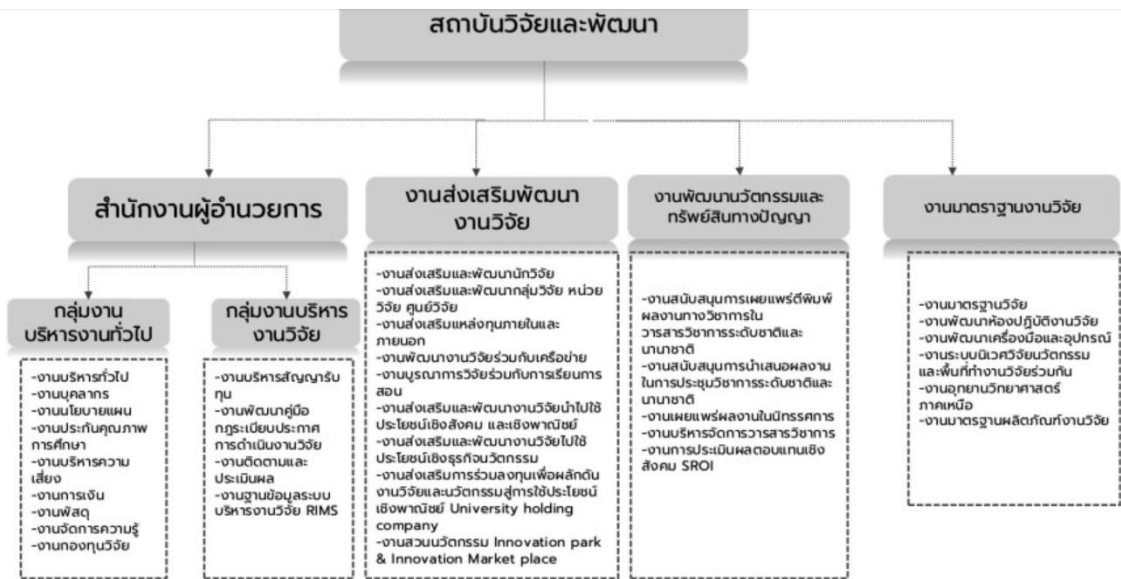 สถาบันวิจัยและพัฒนา
สำนักงานผู้อำนวยการ
กลุ่มงาน
บริหารงานทั่วไป
-งานบริหารทั่วไป
-งานบุคลากร
-งานนโยบายแผน
-งานประกันคุณภาพ
การศึกษา
-งานบริหารความ
เสี่ยง
-งานการเงิน
-งานพัสดุ
-งานจัดการความรู้
-งานกองทุนวิจัย
กลุ่มงานบริหาร
งานวิจัย
-งานบริหารสัญญารับ
ทุน
-งานพัฒนาคู่มือ
กฎระเบียบประกาศ
การดำเนินงานวิจัย
-งานติดตามและ
ประเมินผล
-งานฐานข้อมูลระบบ
บริหารงานวิจัย RIMS
งานส่งเสริมพัฒนา
งานวิจัย
-งานส่งเสริมและพัฒนานักวิจัย
-งานส่งเสริมและพัฒนากลุ่มวิจัย หน่วย
วิจัย ศูนย์วิจัย
-งานส่งเสริมแหล่งทุนภายในและ
ภายนอก
-งานพัฒนางานวิจัยร่วมกับเครือข่าย
-งานบูรณาการวิจัยร่วมกับการเรียนการ
สอน
-งานส่งเสริมและพัฒนางานวิจัยนำไปใช้
ประโยชน์เชิงสังคม และเชิงพาณิชย์
-งานส่งเสริมและพัฒนางานวิจัยไปใช้
ประโยชน์เชิงธุรกิจนวัตกรรม
-งานส่งเสริมการร่วมลงทุนเพื่อผลักดัน
งานวิจัยและนวัตกรรมสู่การใช้ประโยชน์
เชิงพาณิชย์ University holding
company
-งานสวนนวัตกรรม Innovation park
& Innovation Market place
งานพัฒนานวัตกรรมและ
ทรัพย์สินทางปัญญา
-งานสนับสนุนการเผยแพร่ตีพิมพ์
ผลงานทางวิชาการใน
วารสารวิชาการระดับชาติและ
นานาชาติ
-งานสนับสนุนการนำเสนอผลงาน
ในการประชุมวิชาการระดับชาติและ
นานาชาติ
-งานเผยแพร่ผลงานในนิทรรศการ
-งานบริหารจัดการวารสารวิชาการ
-งานการประเมินผลตอบแทนเชิง
สังคม SROI
งานมาตราฐานงานวิจัย
-งานมาตรฐานวิจัย
-งานพัฒนาห้องปฏิบัติงานวิจัย
-งานพัฒนาเครื่องมือและอุปกรณ์
-งานระบบนิเวศวิจัยนวัตกรรม
และพื้นที่ทำงานวิจัยร่วมกัน
-งานอุทยานวิทยาศาสตร์
ภาคเหนือ
-งานมาตรฐานผลิตภัณฑ์งานวิจัย